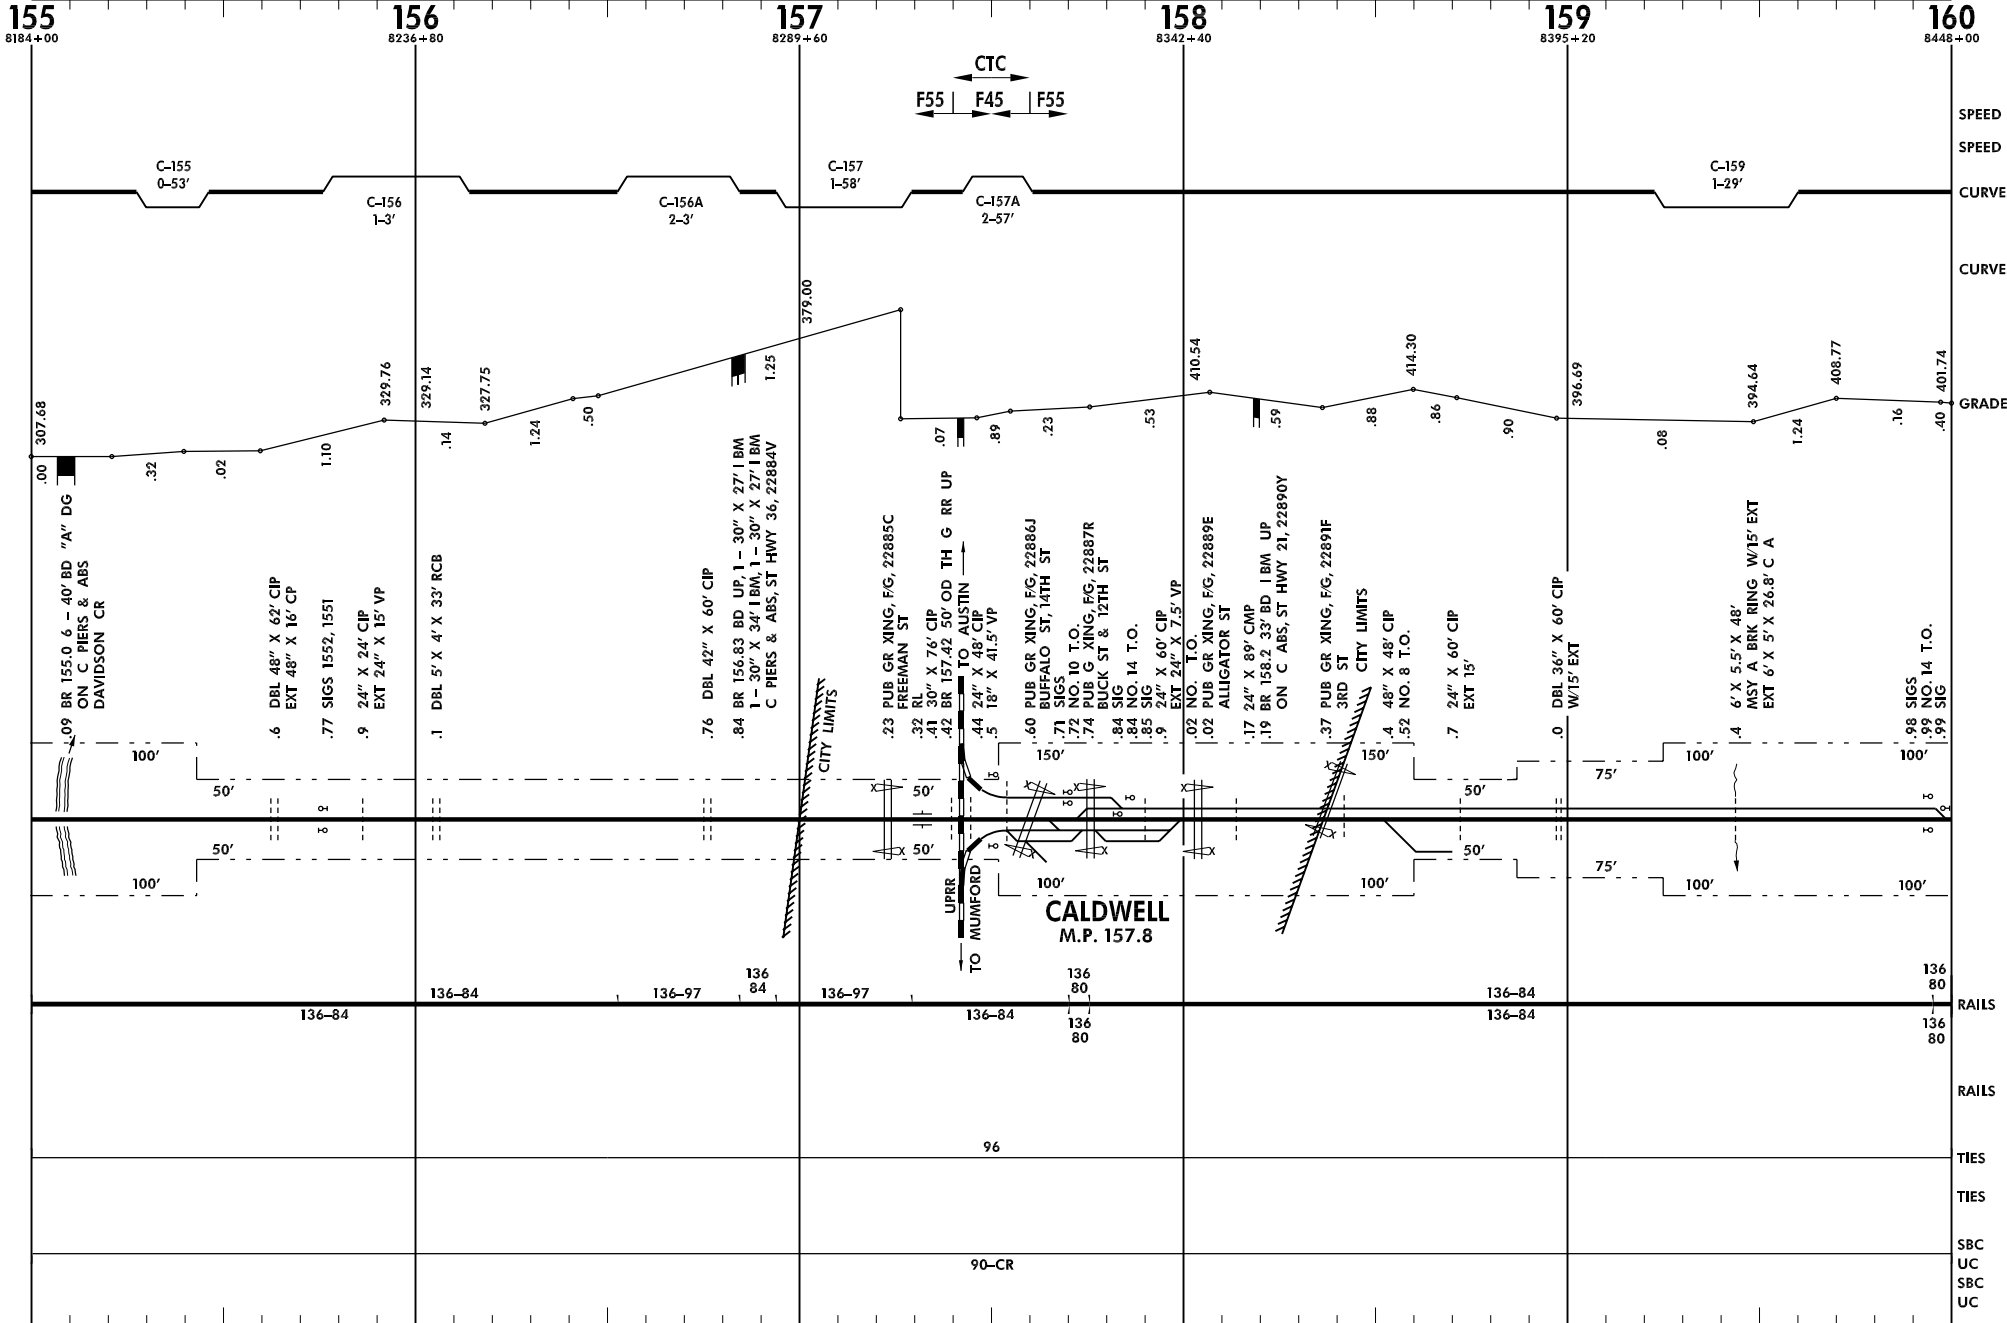 155
156
157
158
159
160
8184+00
8236+80
8289+60
8342+40
8395+20
8448+00
CTC
F55
F45
F55
SPEED
SPEED
C-155
0-53'
C-156
1-3'
C-156A
2-3'
C-157
1-58'
C-157A
2-57'
C-159
1-29'
CURVE
CURVE
307.68
329.76
329.14
327.75
379.00
410.54
414.30
396.69
394.64
408.77
401.74
GRADE
.00
.32
.02
1.10
.14
1.24
.50
1.25
.07
.89
.23
.53
.59
.88
.86
.90
.08
1.24
.16
.40
.09 BR 155.0 6 - 40' BD "A" DG
ON C PIERS & ABS
DAVIDSON CR
.6 DBL 48" X 62' CIP
EXT 48" X 16' CP
.77 SIGS 1552, 1551
.9 24" X 24' CIP
EXT 24" X 15' VP
.1 DBL 5' X 4' X 33' RCB
.76 DBL 42" X 60' CIP
.84 BR 156.83 BD UP, 1 - 30" X 27' I BM
1 - 30" X 34' I BM, 1 - 30" X 27' I BM
C PIERS & ABS, ST HWY 36, 22884V
CITY LIMITS
.23 PUB GR XING, F/G, 22885C
FREEMAN ST
.32 RL
.41 30" X 76' CIP
.42 BR 157.42 50' OD TH G RR UP
TO AUSTIN
.44 24" X 48' CIP
.5 18" X 41.5' VP
.60 PUB GR XING, F/G, 22886J
BUFFALO ST, 14TH ST
.71 SIGS
.72 NO. 10 T.O.
.74 PUB G XING, F/G, 22887R
BUCK ST & 12TH ST
.84 SIG
.84 NO. 14 T.O.
.85 SIG
.9 24" X 60' CIP
EXT 24" X 7.5' VP
.02 NO. T.O.
.02 PUB GR XING, F/G, 22889E
ALLIGATOR ST
.17 24" X 89' CMP
.19 BR 158.2 33' BD I BM UP
ON C ABS, ST HWY 21, 22890Y
.37 PUB GR XING, F/G, 22891F
3RD ST
CITY LIMITS
.4 48" X 48' CIP
.52 NO. 8 T.O.
.7 24" X 60' CIP
EXT 15'
.0 DBL 36" X 60' CIP
W/15' EXT
.4 6' X 5.5' X 48'
MSY A BRK RING W/15' EXT
EXT 6' X 5' X 26.8' C A
.98 SIGS
.99 NO. 14 T.O.
.99 SIG
100'
50'
50'
150'
150'
50'
75'
100'
100'
X
X
X
X
X
X
X
X
X
X
100'
50'
50'
100'
100'
50'
75'
100'
100'
UPRR
TO MUMFORD
CALDWELL
M.P. 157.8
136-84
136-97
136
84
136-97
136
80
136-84
136
80
RAILS
136-84
136-84
136
80
136-84
136
80
RAILS
96
TIES
TIES
SBC
90-CR
UC
SBC
UC